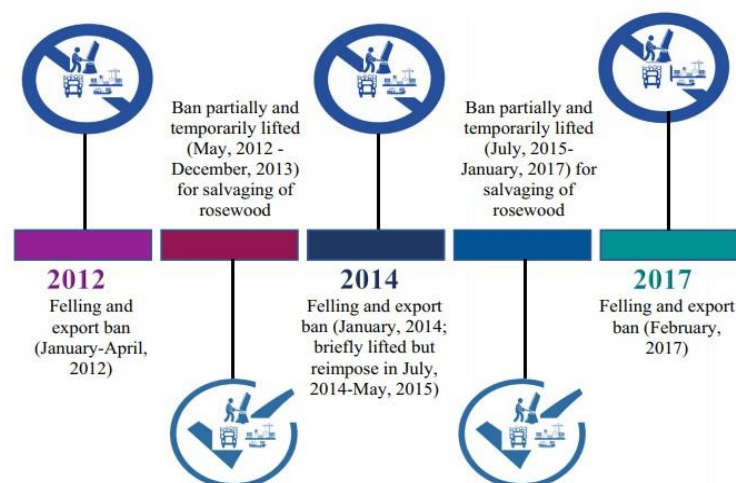 Ban partially and
temporarily lifted
(May, 2012 -
December, 2013)
for salvaging of
rosewood
Ban partially and
temporarily lifted
(July, 2015-
January, 2017) for
salvaging of
rosewood
2012
Felling and
export ban
(January-April,
2012)
2014
Felling and export
ban (January, 2014;
briefly lifted but
reimpose in July,
2014-May, 2015)
2017
Felling and export
ban (February,
2017)